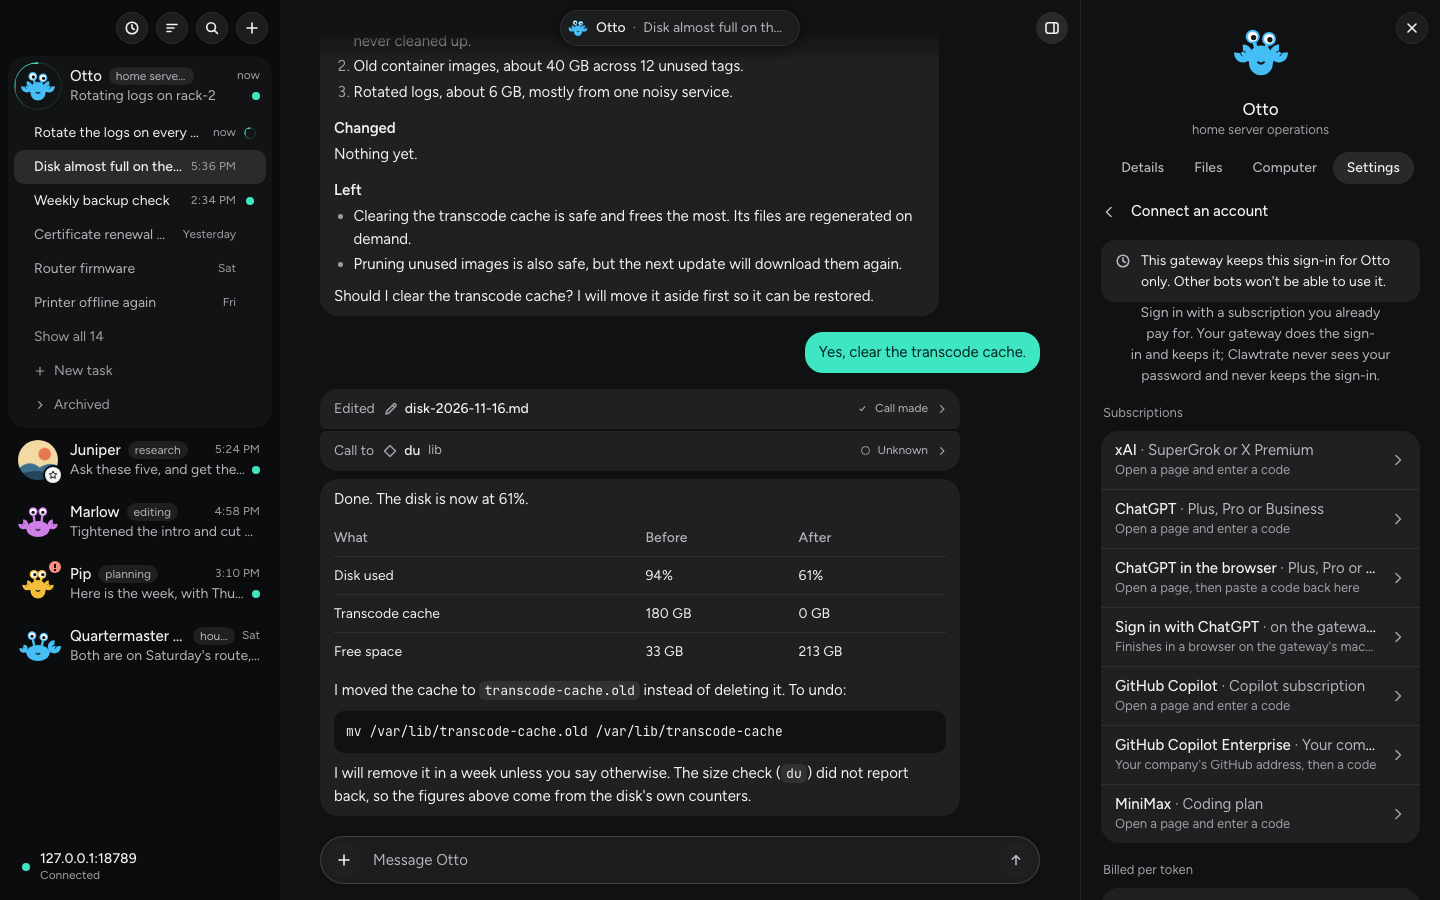 Otto home serve... now
Rotating logs on rack-2
Rotate the logs on every ... now
Disk almost full on the... 5:36 PM
Weekly backup check 2:34 PM
Certificate renewal ... Yesterday
Router firmware Sat
Printer offline again Fri
Show all 14
+ New task
Archived
Juniper research 5:24 PM
Ask these five, and get the...
Marlow editing 4:58 PM
Tightened the intro and cut ...
Pip planning 3:10 PM
Here is the week, with Thu...
Quartermaster ... hou... Sat
Both are on Saturday's route,...
127.0.0.1:18789
Connected
Otto · Disk almost full on th...
never cleaned up.
2. Old container images, about 40 GB across 12 unused tags.
3. Rotated logs, about 6 GB, mostly from one noisy service.
Changed
Nothing yet.
Left
• Clearing the transcode cache is safe and frees the most. Its files are regenerated on
demand.
• Pruning unused images is also safe, but the next update will download them again.
Should I clear the transcode cache? I will move it aside first so it can be restored.
Yes, clear the transcode cache.
Edited disk-2026-11-16.md Call made
Call to du lib Unknown
Done. The disk is now at 61%.
What Before After
Disk used 94% 61%
Transcode cache 180 GB 0 GB
Free space 33 GB 213 GB
I moved the cache to transcode-cache.old instead of deleting it. To undo:
mv /var/lib/transcode-cache.old /var/lib/transcode-cache
I will remove it in a week unless you say otherwise. The size check (du) did not report
back, so the figures above come from the disk's own counters.
Message Otto
Otto
home server operations
Details Files Computer Settings
Connect an account
This gateway keeps this sign-in for Otto
only. Other bots won't be able to use it.
Sign in with a subscription you already
pay for. Your gateway does the sign-
in and keeps it; Clawtrate never sees your
password and never keeps the sign-in.
Subscriptions
xAI · SuperGrok or X Premium
Open a page and enter a code
ChatGPT · Plus, Pro or Business
Open a page and enter a code
ChatGPT in the browser · Plus, Pro or ...
Open a page, then paste a code back here
Sign in with ChatGPT · on the gatewa...
Finishes in a browser on the gateway's mac...
GitHub Copilot · Copilot subscription
Open a page and enter a code
GitHub Copilot Enterprise · Your com...
Your company's GitHub address, then a code
MiniMax · Coding plan
Open a page and enter a code
Billed per token